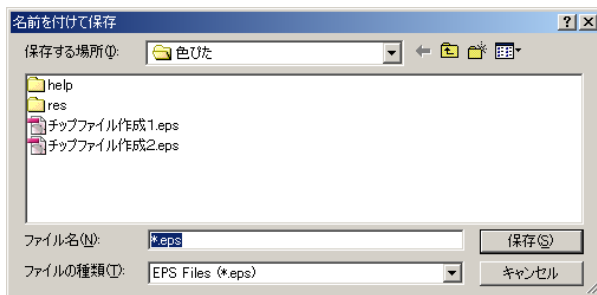 名前を付けて保存
保存する場所(I): 色ぴた
help
res
チップファイル作成1.eps
チップファイル作成2.eps
ファイル名(N): *.eps 保存(S)
ファイルの種類(T): EPS Files (*.eps) キャンセル